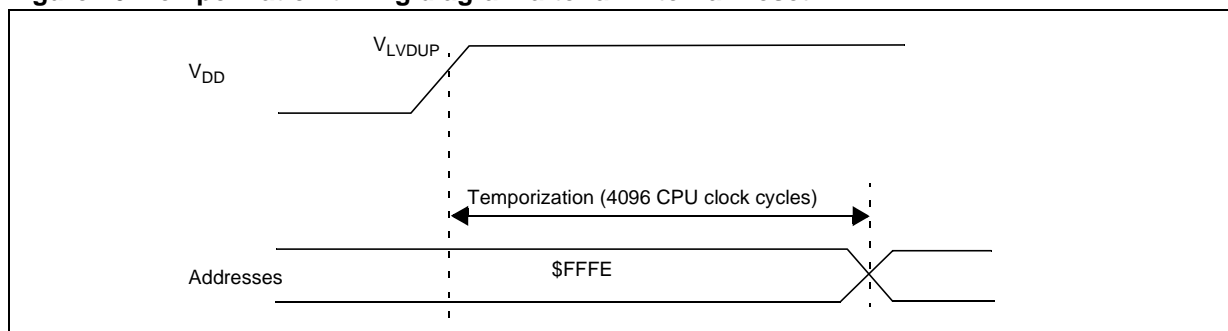 V_LVDUP
V_DD
Temporization (4096 CPU clock cycles)
Addresses
$FFFE